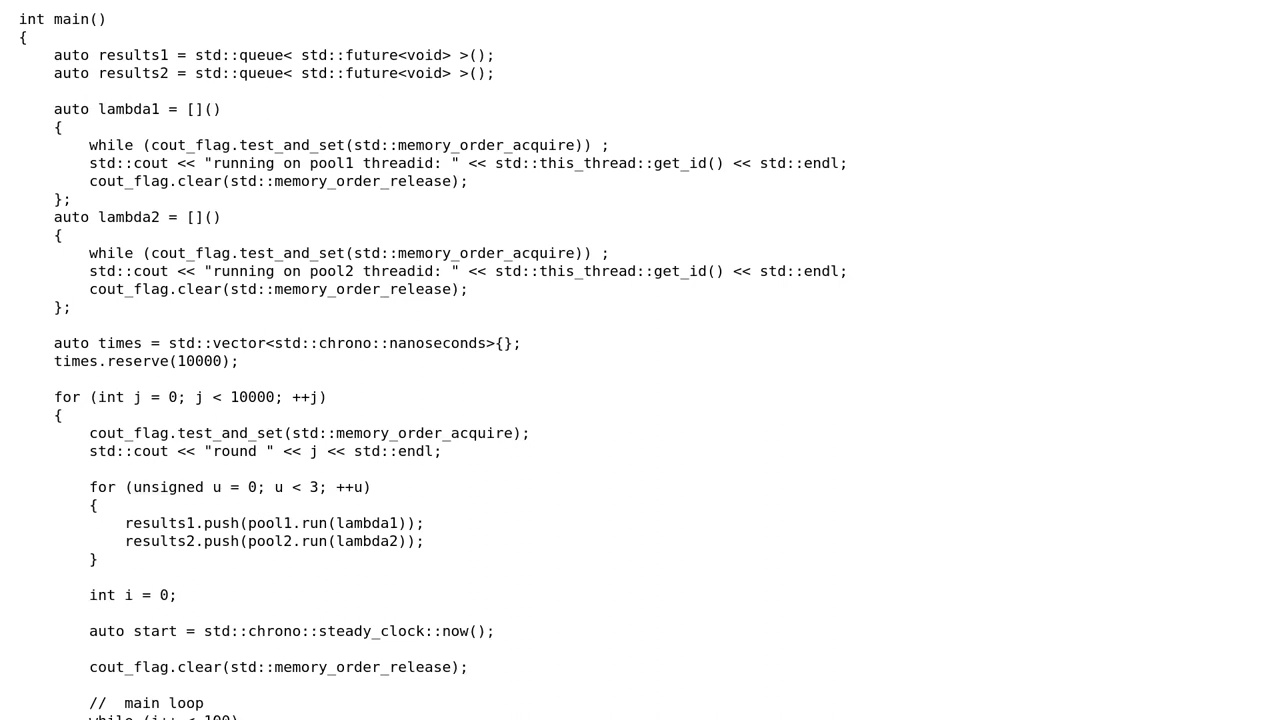 int main()
{
    auto results1 = std::queue< std::future<void> >();
    auto results2 = std::queue< std::future<void> >();

    auto lambda1 = []()
    {
        while (cout_flag.test_and_set(std::memory_order_acquire)) ;
        std::cout << "running on pool1 threadid: " << std::this_thread::get_id() << std::endl;
        cout_flag.clear(std::memory_order_release);
    };
    auto lambda2 = []()
    {
        while (cout_flag.test_and_set(std::memory_order_acquire)) ;
        std::cout << "running on pool2 threadid: " << std::this_thread::get_id() << std::endl;
        cout_flag.clear(std::memory_order_release);
    };

    auto times = std::vector<std::chrono::nanoseconds>{};
    times.reserve(10000);

    for (int j = 0; j < 10000; ++j)
    {
        cout_flag.test_and_set(std::memory_order_acquire);
        std::cout << "round " << j << std::endl;

        for (unsigned u = 0; u < 3; ++u)
        {
            results1.push(pool1.run(lambda1));
            results2.push(pool2.run(lambda2));
        }

        int i = 0;

        auto start = std::chrono::steady_clock::now();

        cout_flag.clear(std::memory_order_release);

        //  main loop
        while (i++ < 100)